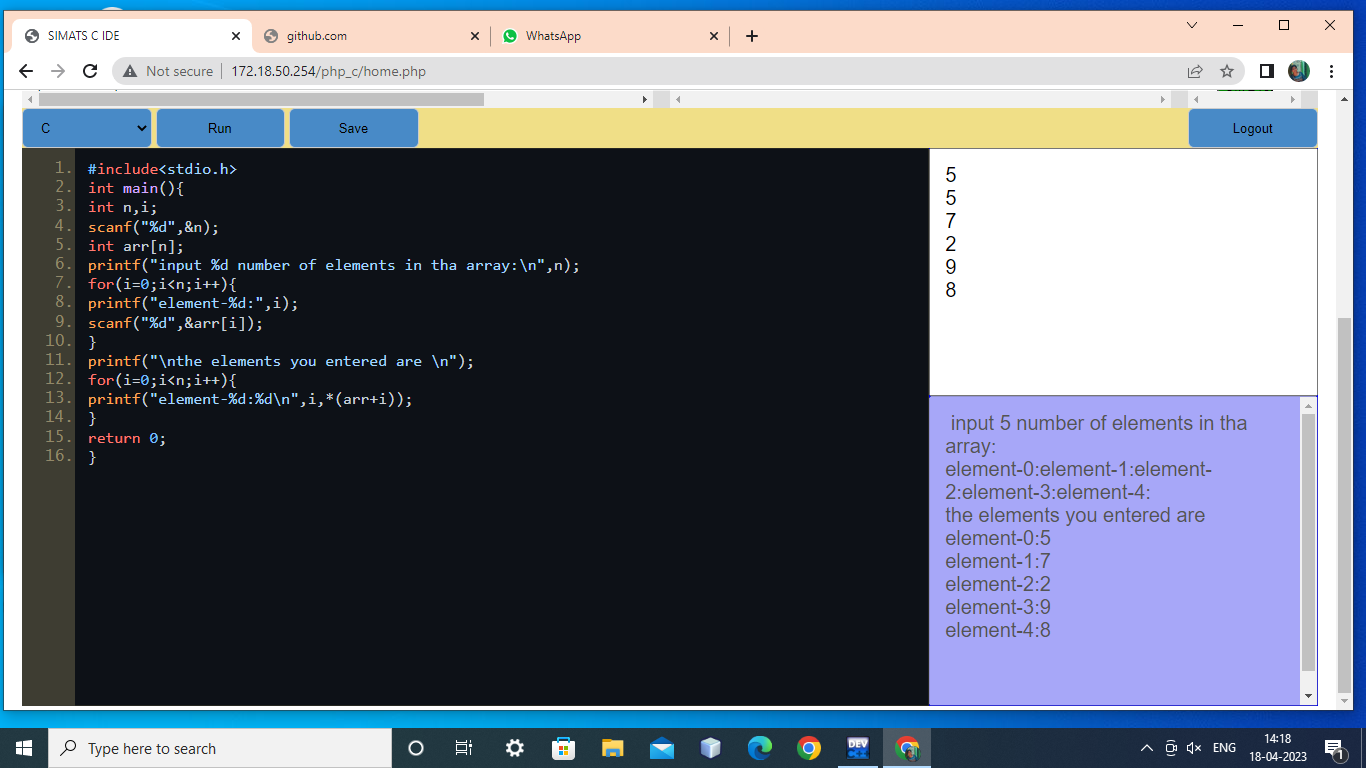 SIMATS C IDE
github.com
WhatsApp
Not secure
172.18.50.254/php_c/home.php
C
Run
Save
Logout
1. #include<stdio.h>
2. int main(){
3. int n,i;
4. scanf("%d",&n);
5. int arr[n];
6. printf("input %d number of elements in tha array:\n",n);
7. for(i=0;i<n;i++){
8. printf("element-%d:",i);
9. scanf("%d",&arr[i]);
10. }
11. printf("\nthe elements you entered are \n");
12. for(i=0;i<n;i++){
13. printf("element-%d:%d\n",i,*(arr+i));
14. }
15. return 0;
16. }
5
5
7
2
9
8
input 5 number of elements in tha
array:
element-0:element-1:element-
2:element-3:element-4:
the elements you entered are
element-0:5
element-1:7
element-2:2
element-3:9
element-4:8
Type here to search
DEV
ENG
14:18
18-04-2023
1